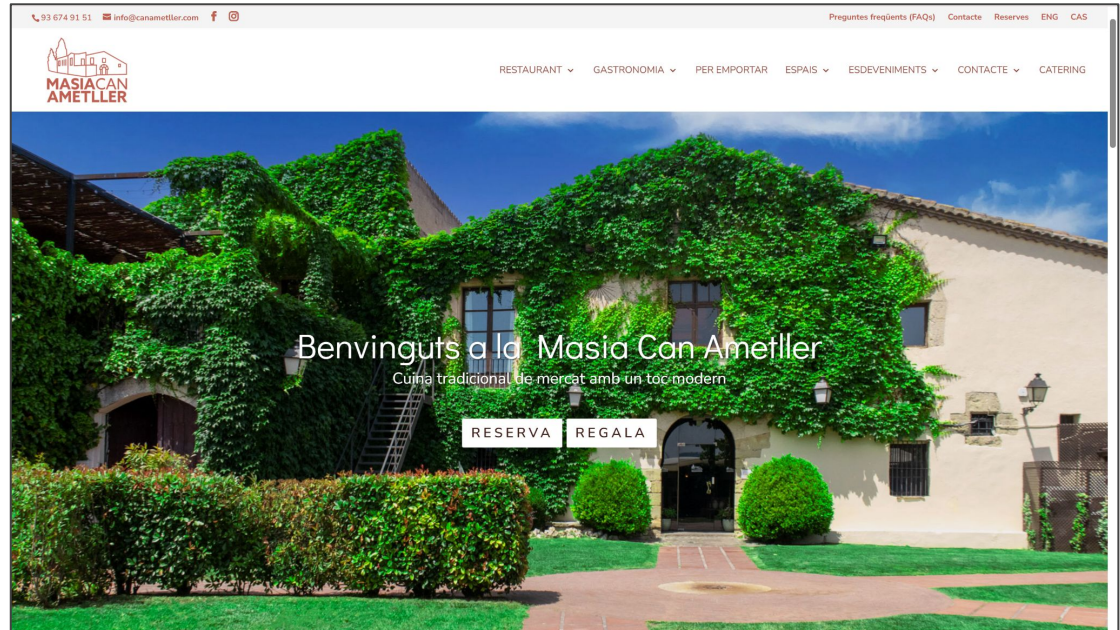 93 674 91 51 info@canametller.com
Preguntes freqüents (FAQs) Contacte Reserves ENG CAS
MASIACAN
AMETLLER
RESTAURANT GASTRONOMIA PER EMPORTAR ESPAIS ESDEVENIMENTS CONTACTE CATERING
Benvinguts a la Masia Can Ametller
Cuina tradicional de mercat amb un toc modern
RESERVA REGALA